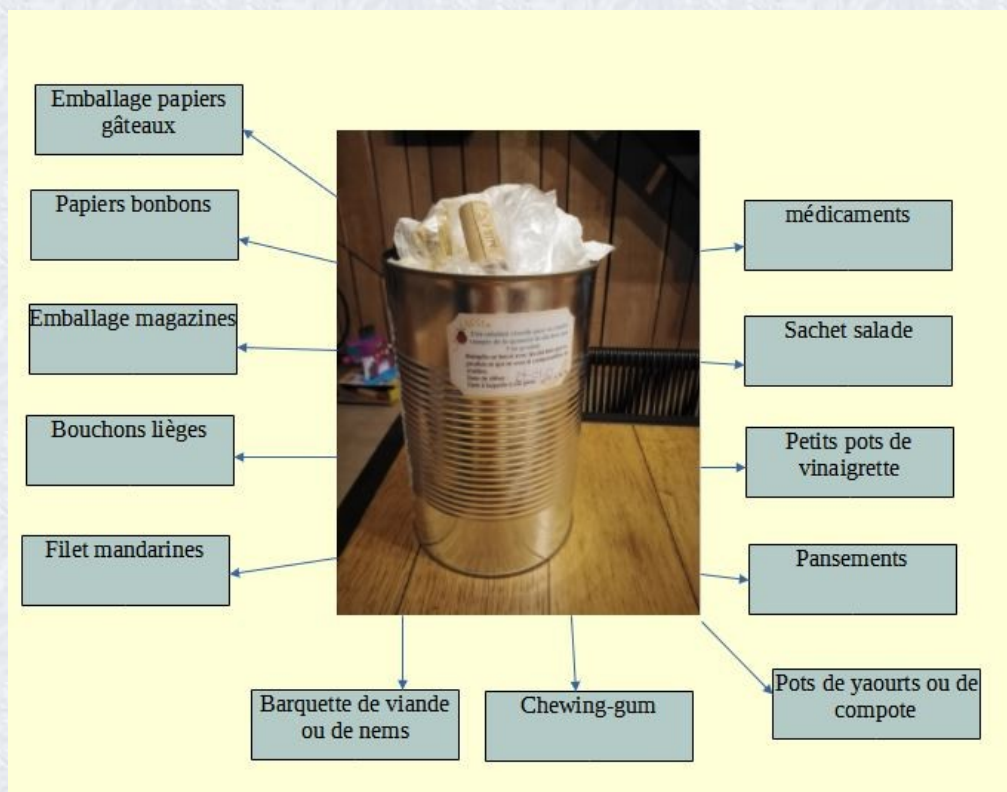 Emballage papiers
gâteaux
Papiers bonbons
Emballage magazines
Bouchons lièges
Filet mandarines
Barquette de viande
ou de nems
Chewing-gum
médicaments
Sachet salade
Petits pots de
vinaigrette
Pansements
Pots de yaourts ou de
compote